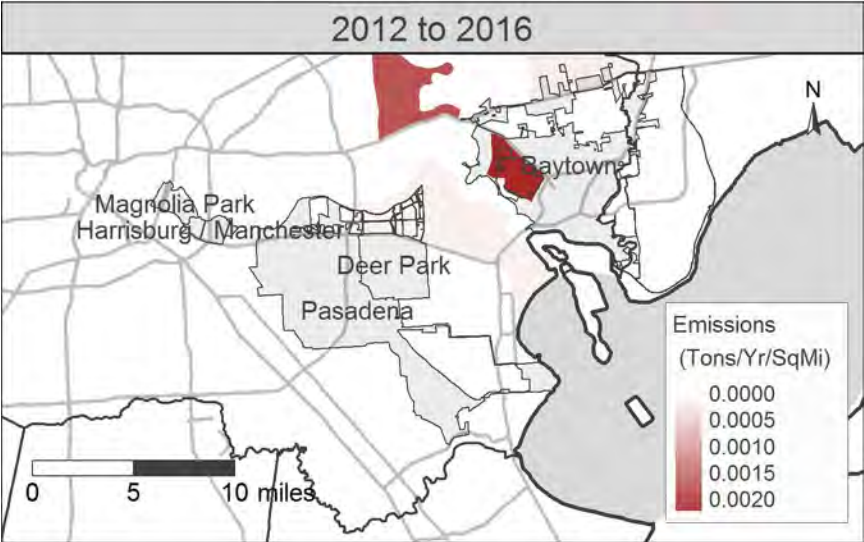 2012 to 2016
N
Baytown
Magnolia Park
Harrisburg Manchester
Deer Park
Pasadena
Emissions
(Tons/Yr/SqMi)
0.0000
0.0005
0.0010
0.0015
0.0020
0 5 10 miles